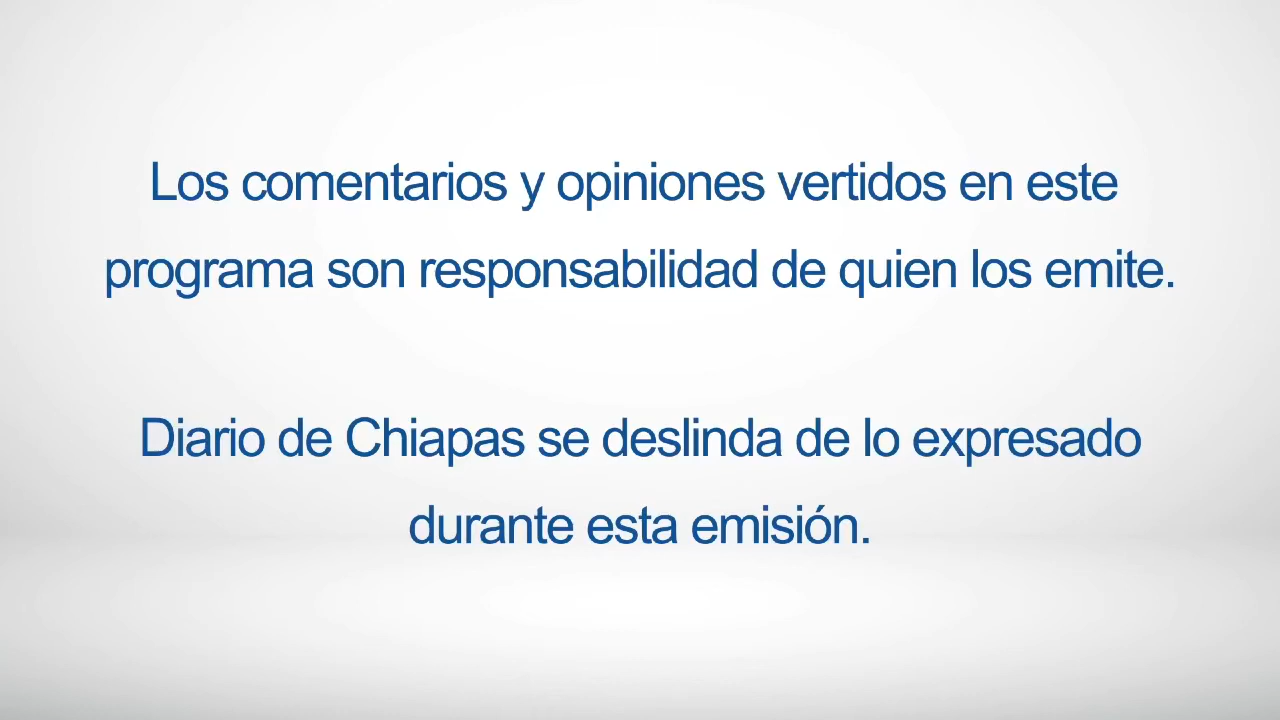 Los comentarios y opiniones vertidos en este
programa son responsabilidad de quien los emite.
Diario de Chiapas se deslinda de lo expresado
durante esta emisión.